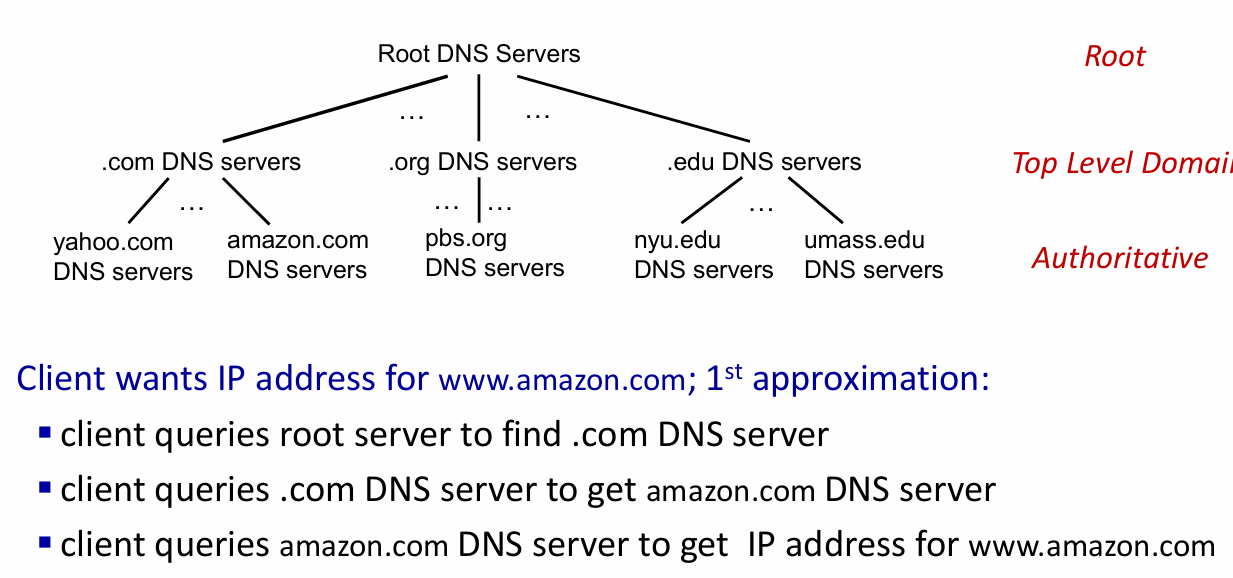 Root DNS Servers
Root
… …
.com DNS servers
.org DNS servers
.edu DNS servers
Top Level Domai
… … … …
yahoo.com
DNS servers
amazon.com
DNS servers
pbs.org
DNS servers
nyu.edu
DNS servers
umass.edu
DNS servers
Authoritative
Client wants IP address for www.amazon.com; 1st approximation:
▪ client queries root server to find .com DNS server
▪ client queries .com DNS server to get amazon.com DNS server
▪ client queries amazon.com DNS server to get IP address for www.amazon.com